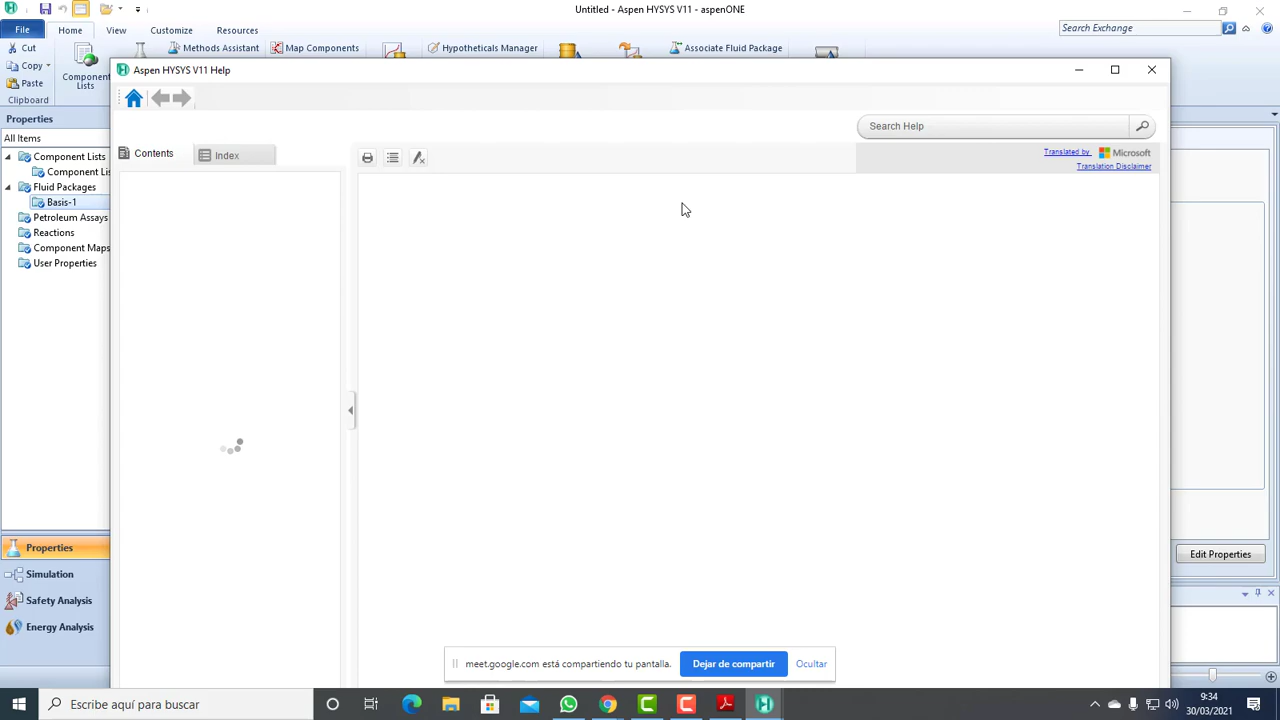 Untitled - Aspen HYSYS V11 - aspenONE
File
Home
View
Customize
Resources
Search Exchange
Cut
Copy
Paste
Clipboard
Methods Assistant
Map Components
Hypotheticals Manager
Associate Fluid Package
Component
Lists
Aspen HYSYS V11 Help
Search Help
Contents
Index
Translated by
Microsoft
Translation Disclaimer
Properties
All Items
Component Lists
Component Lis
Fluid Packages
Basis-1
Petroleum Assays
Reactions
Component Maps
User Properties
Properties
Simulation
Safety Analysis
Energy Analysis
Edit Properties
meet.google.com está compartiendo tu pantalla.
Dejar de compartir
Ocultar
Escribe aquí para buscar
9:34
30/03/2021